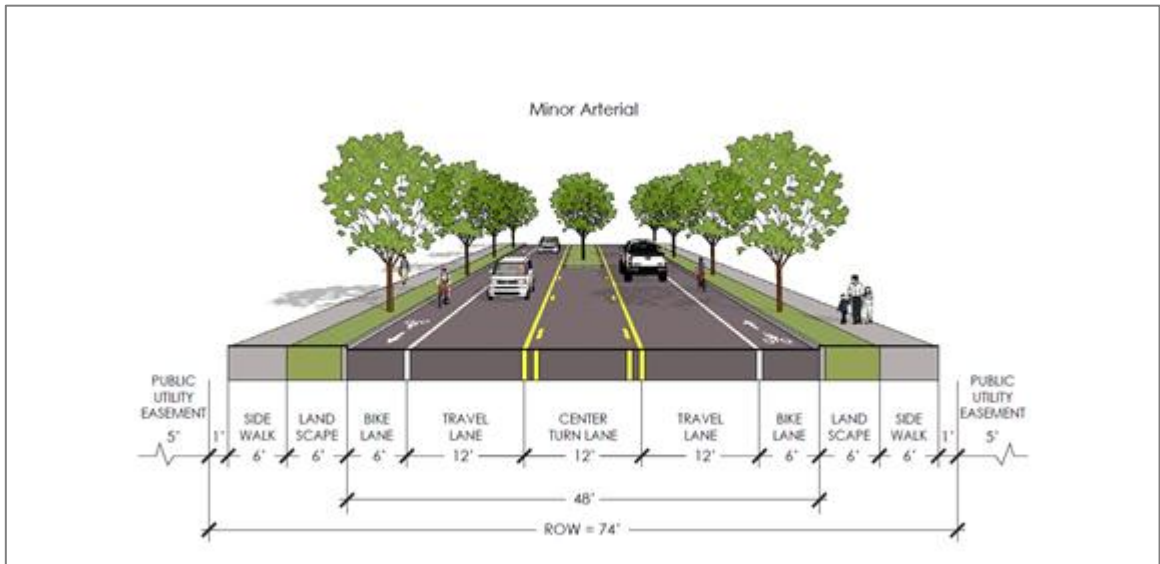 Minor Arterial
PUBLIC
UTILITY
EASEMENT
5'
1'
SIDE
WALK
6'
LAND
SCAPE
6'
BIKE
LANE
6'
TRAVEL
LANE
12'
CENTER
TURN LANE
12'
TRAVEL
LANE
12'
BIKE
LANE
6'
LAND
SCAPE
6'
SIDE
WALK
6'
1'
PUBLIC
UTILITY
EASEMENT
5'
48'
ROW = 74'